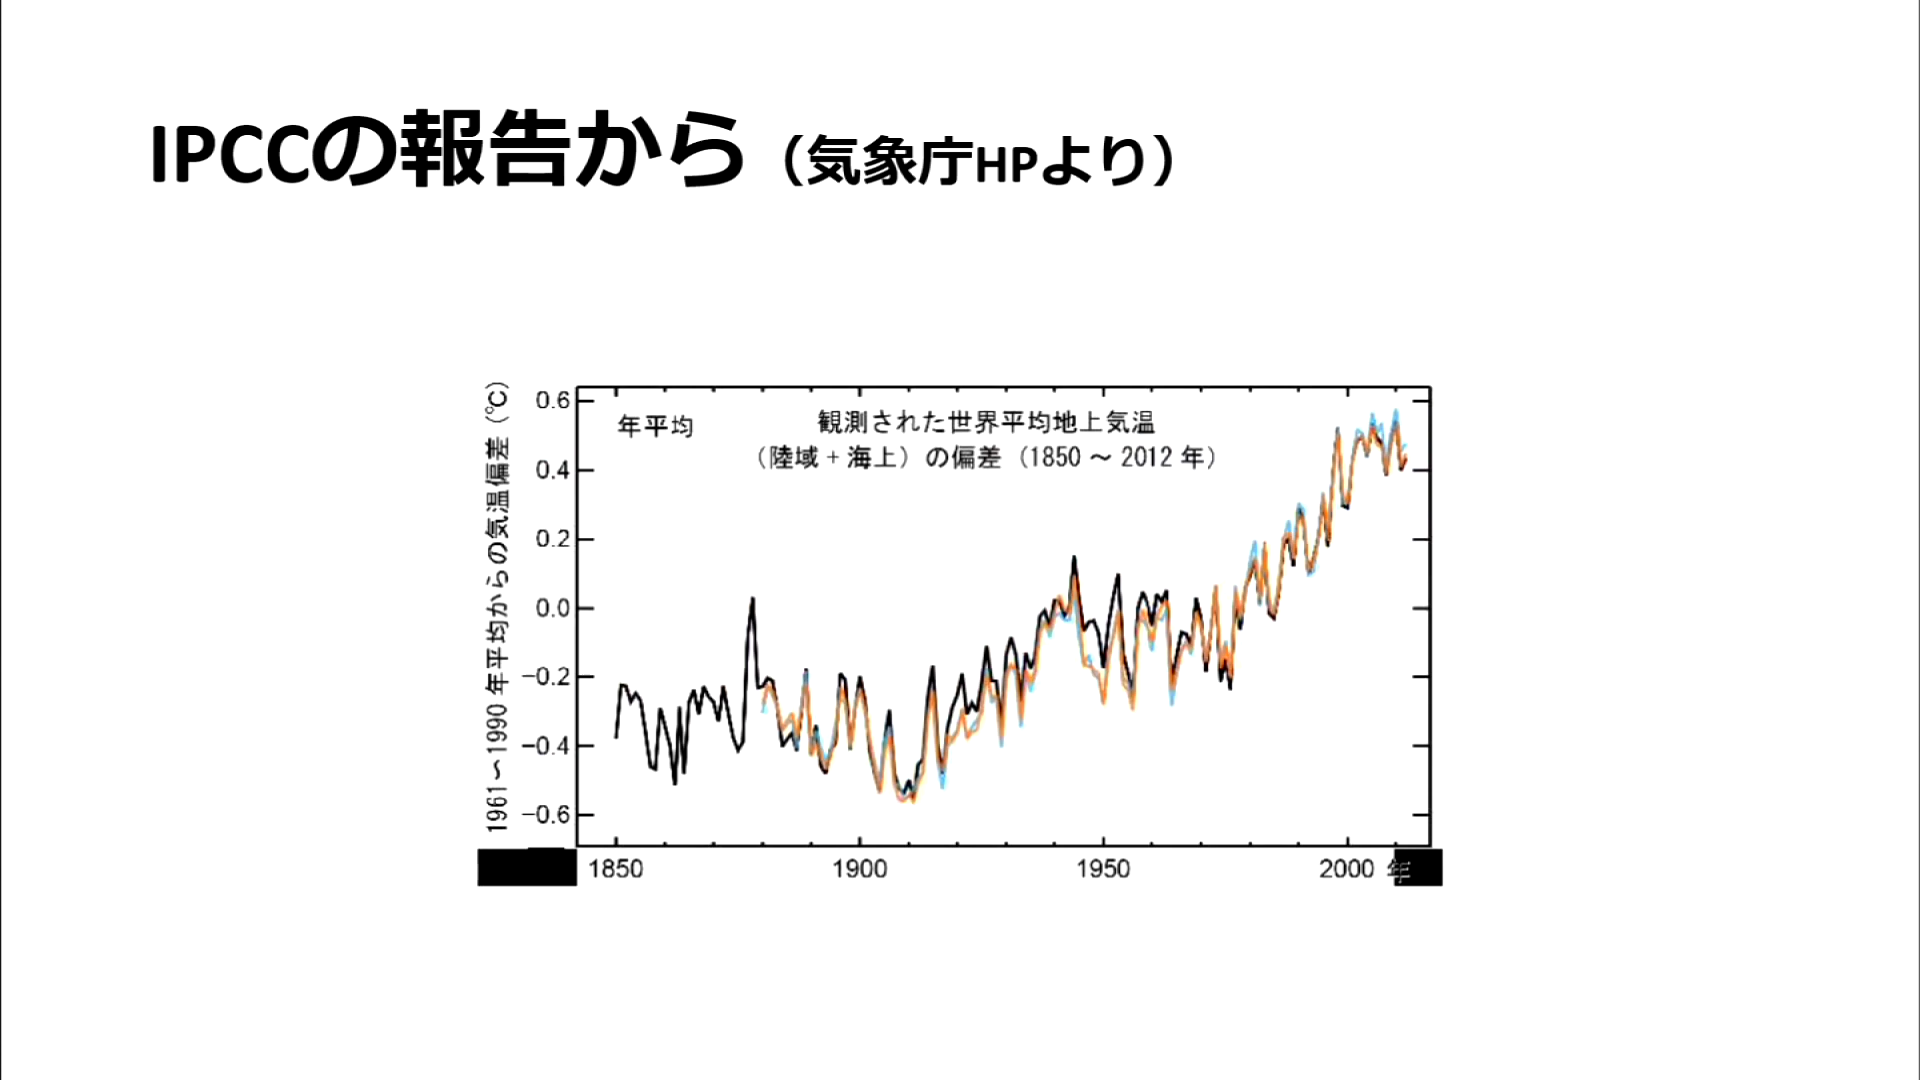 IPCCの報告から（気象庁HPより）
1961～1990 年平均からの気温偏差（℃）
年平均
観測された世界平均地上気温
（陸域 + 海上）の偏差（1850 ～ 2012 年）
0.6
0.4
0.2
0.0
−0.2
−0.4
−0.6
1850 1900 1950 2000 年